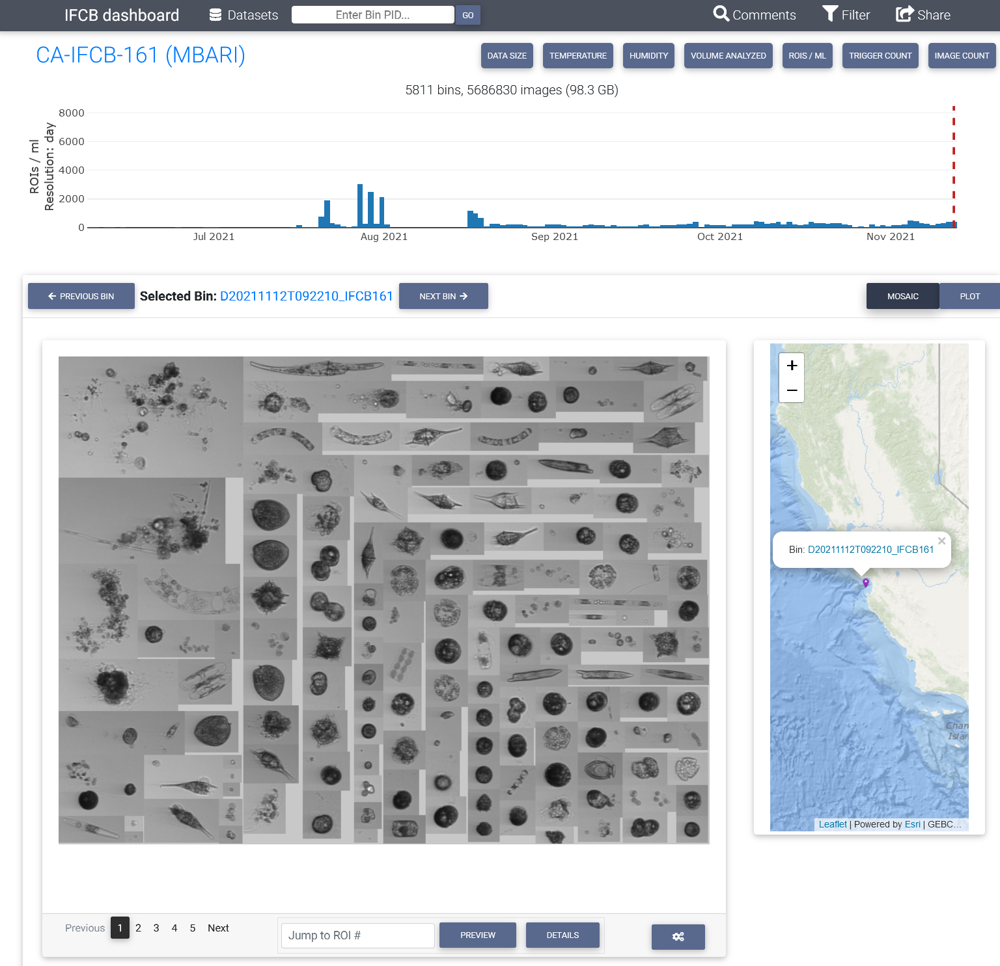 IFCB dashboard Datasets Enter Bin PID... GO Comments Filter Share
CA-IFCB-161 (MBARI) DATA SIZE TEMPERATURE HUMIDITY VOLUME ANALYZED ROIS / ML TRIGGER COUNT IMAGE COUNT
5811 bins, 5686830 images (98.3 GB)
ROIs / ml
Resolution: day
8000
6000
4000
2000
0
Jul 2021 Aug 2021 Sep 2021 Oct 2021 Nov 2021
PREVIOUS BIN Selected Bin: D20211112T092210_IFCB161 NEXT BIN MOSAIC PLOT
+
−
Bin: D20211112T092210_IFCB161 ×
Chan
Islan
Leaflet | Powered by Esri | GEBC...
Previous 1 2 3 4 5 Next Jump to ROI # PREVIEW DETAILS